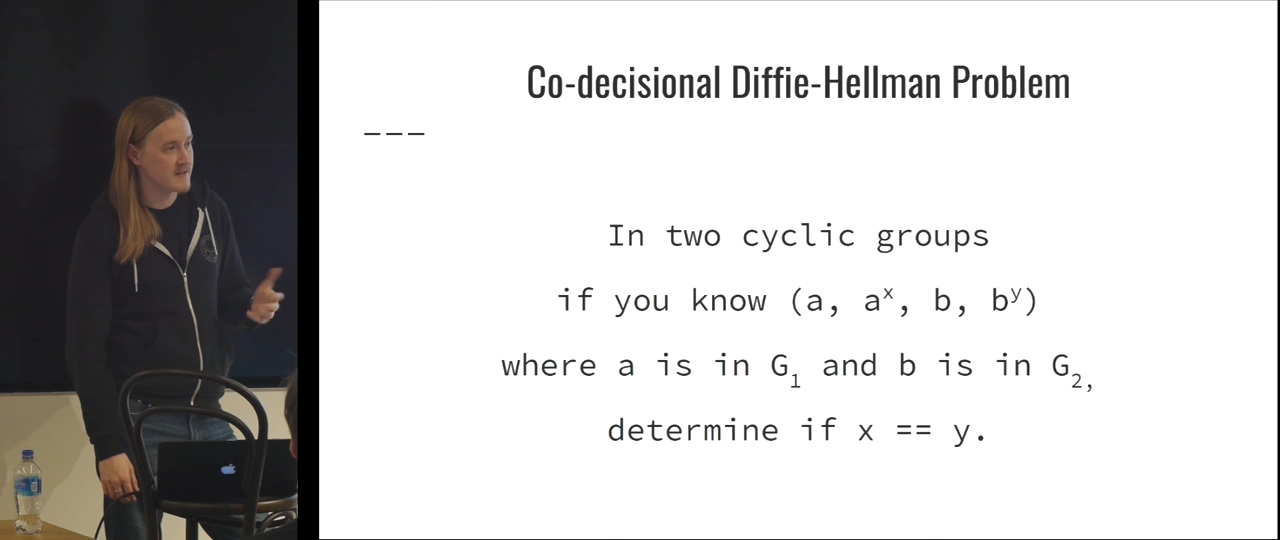 Co-decisional Diffie-Hellman Problem
---
In two cyclic groups
if you know (a, aˣ, b, bʸ)
where a is in G₁ and b is in G₂,
determine if x == y.